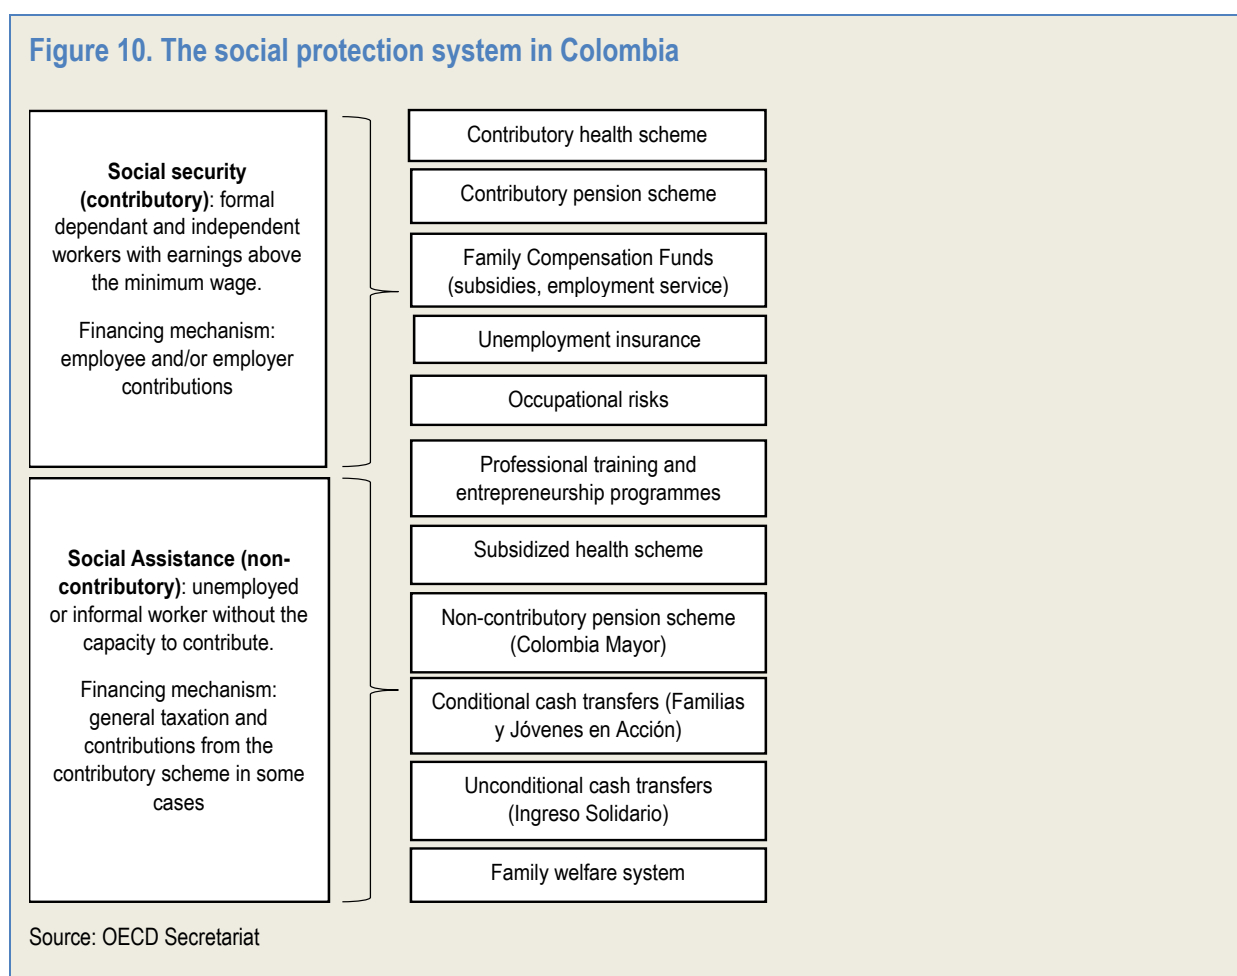 Figure 10. The social protection system in Colombia
Social security
(contributory): formal
dependant and independent
workers with earnings above
the minimum wage.
Financing mechanism:
employee and/or employer
contributions
Social Assistance (non-
contributory): unemployed
or informal worker without the
capacity to contribute.
Financing mechanism:
general taxation and
contributions from the
contributory scheme in some
cases
Contributory health scheme
Contributory pension scheme
Family Compensation Funds
(subsidies, employment service)
Unemployment insurance
Occupational risks
Professional training and
entrepreneurship programmes
Subsidized health scheme
Non-contributory pension scheme
(Colombia Mayor)
Conditional cash transfers (Familias
y Jóvenes en Acción)
Unconditional cash transfers
(Ingreso Solidario)
Family welfare system
Source: OECD Secretariat